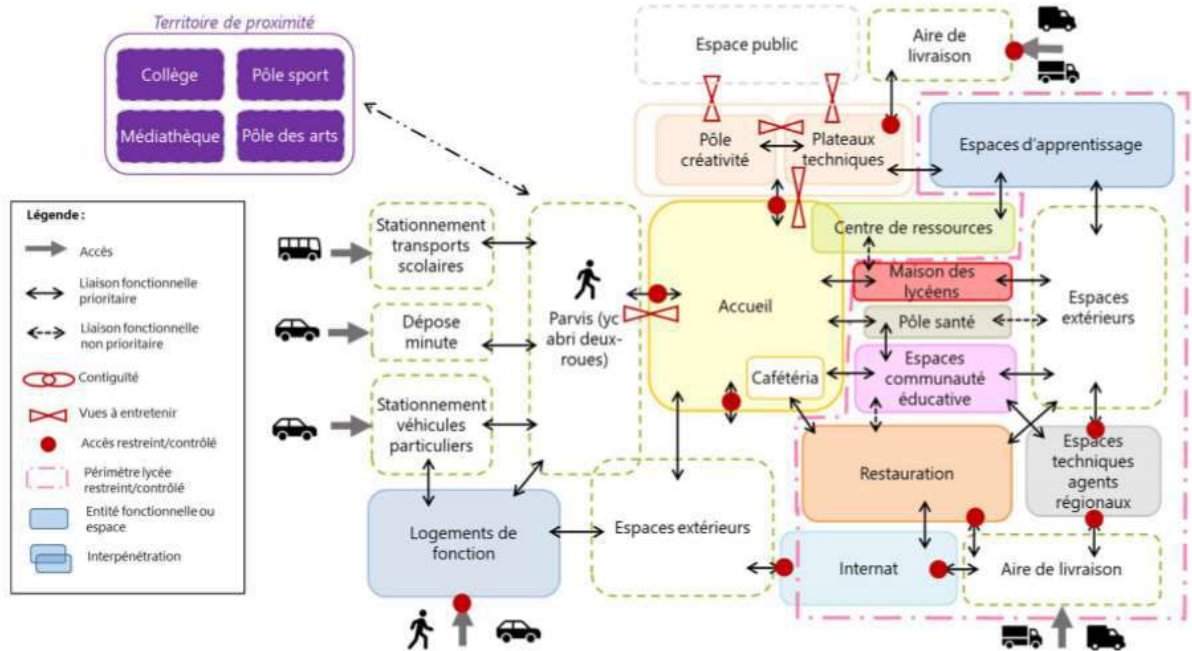 Territoire de proximité
Collège
Pôle sport
Médiathèque
Pôle des arts
Espace public
Aire de
livraison
Pôle
créativité
Plateaux
techniques
Espaces d'apprentissage
Légende :
Accès
Liaison fonctionnelle
prioritaire
Liaison fonctionnelle
non prioritaire
Contiguïté
Vues à entretenir
Accès restreint/contrôlé
Périmètre lycée
restreint/contrôlé
Entité fonctionnelle ou
espace
Interpénétration
Stationnement
transports
scolaires
Dépose
minute
Stationnement
véhicules
particuliers
Parvis (yc
abri deux-
roues)
Accueil
Cafétéria
Centre de ressources
Maison des
lycéens
Pôle santé
Espaces
communauté
éducative
Espaces
extérieurs
Restauration
Espaces
techniques
agents
régionaux
Logements de
fonction
Espaces extérieurs
Internat
Aire de livraison